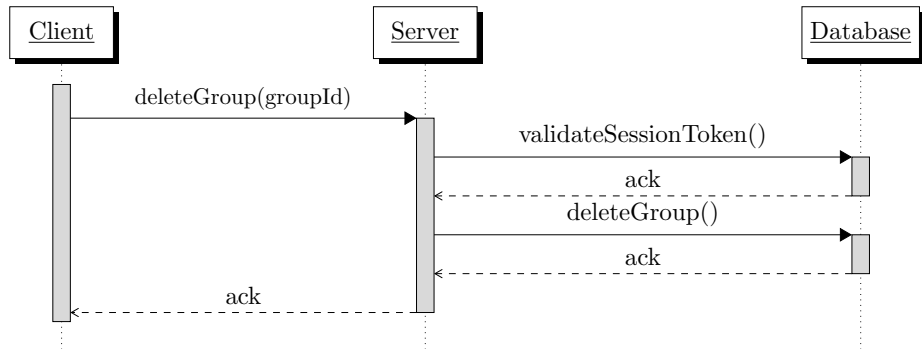 Client
Server
Database
deleteGroup(groupId)
validateSessionToken()
ack
deleteGroup()
ack
ack